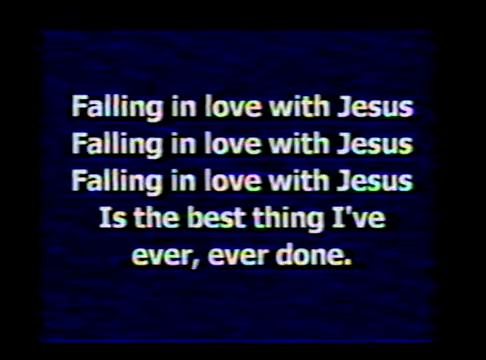 Falling in love with Jesus
Falling in love with Jesus
Falling in love with Jesus
Is the best thing I've
ever, ever done.